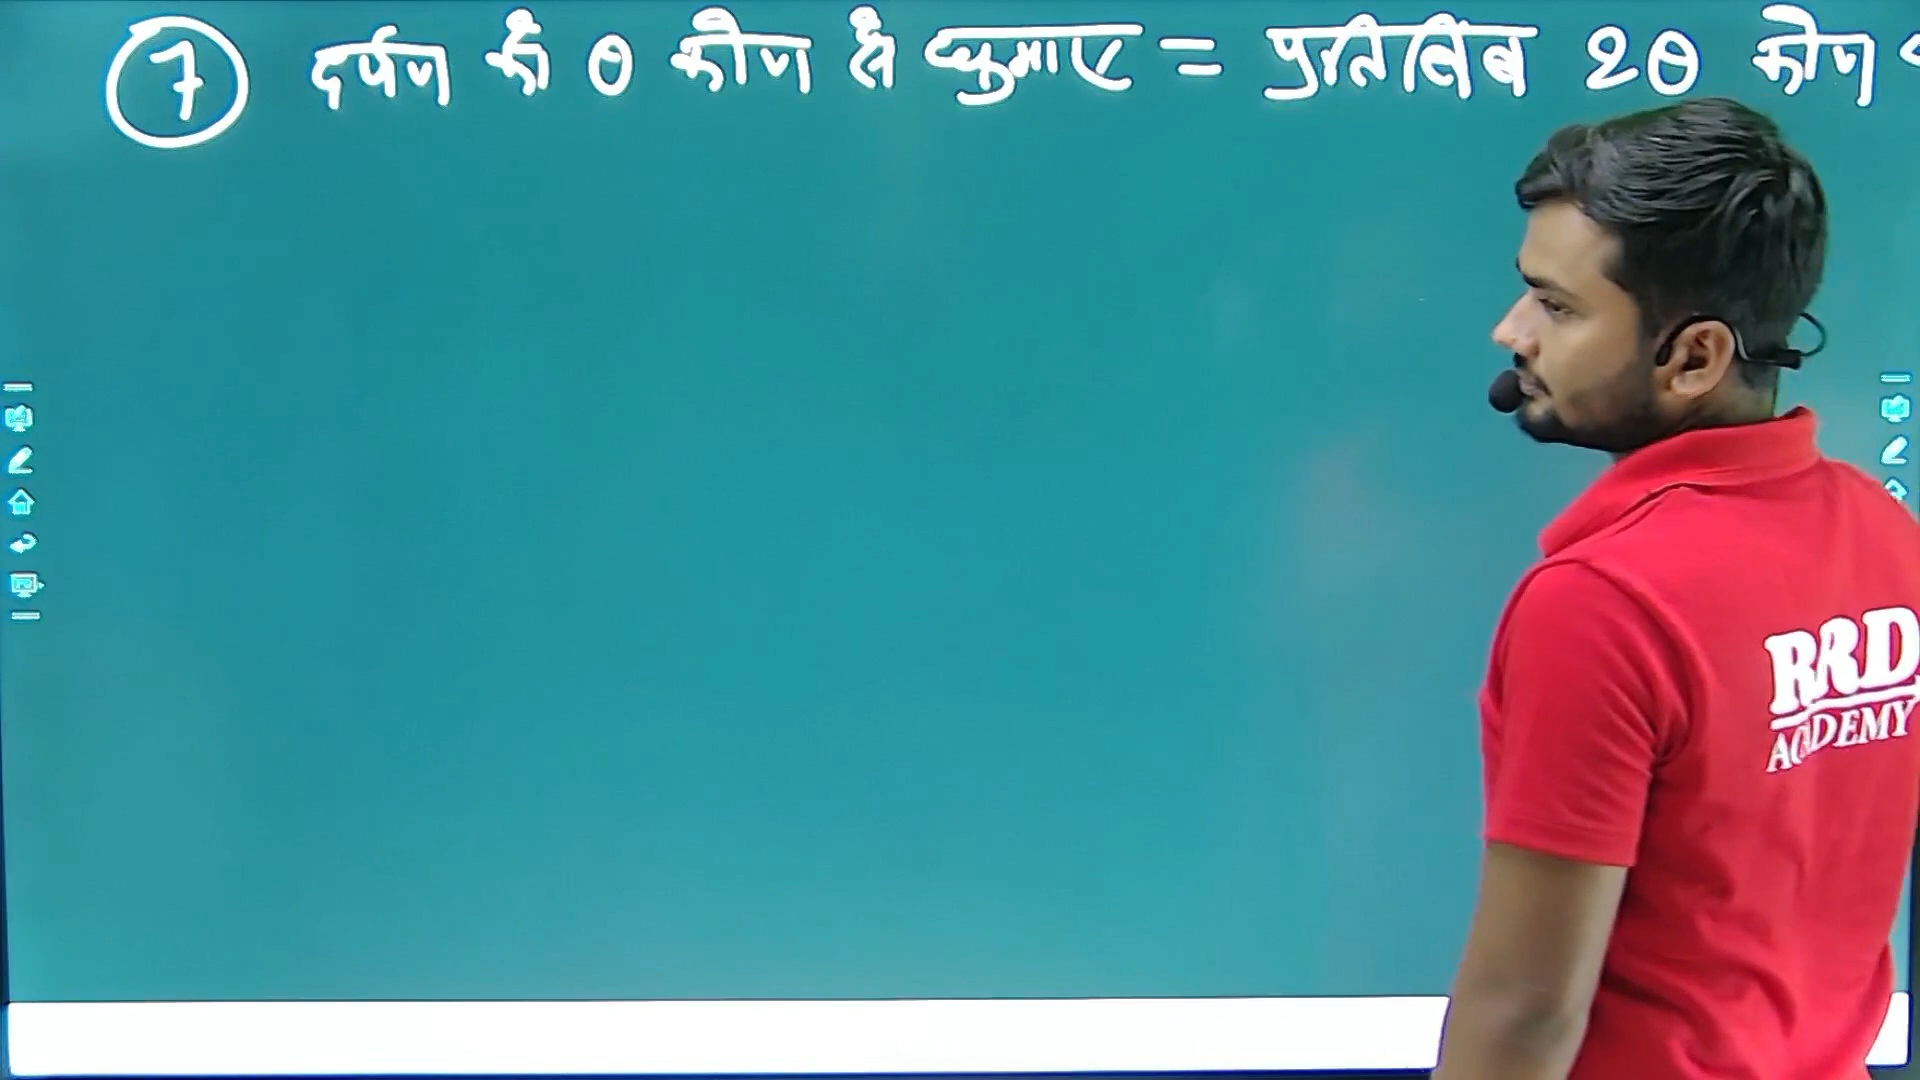 7 दर्पण को θ कोण से घुमाए = प्रतिबिंब 2θ कोण
RRD
ACADEMY